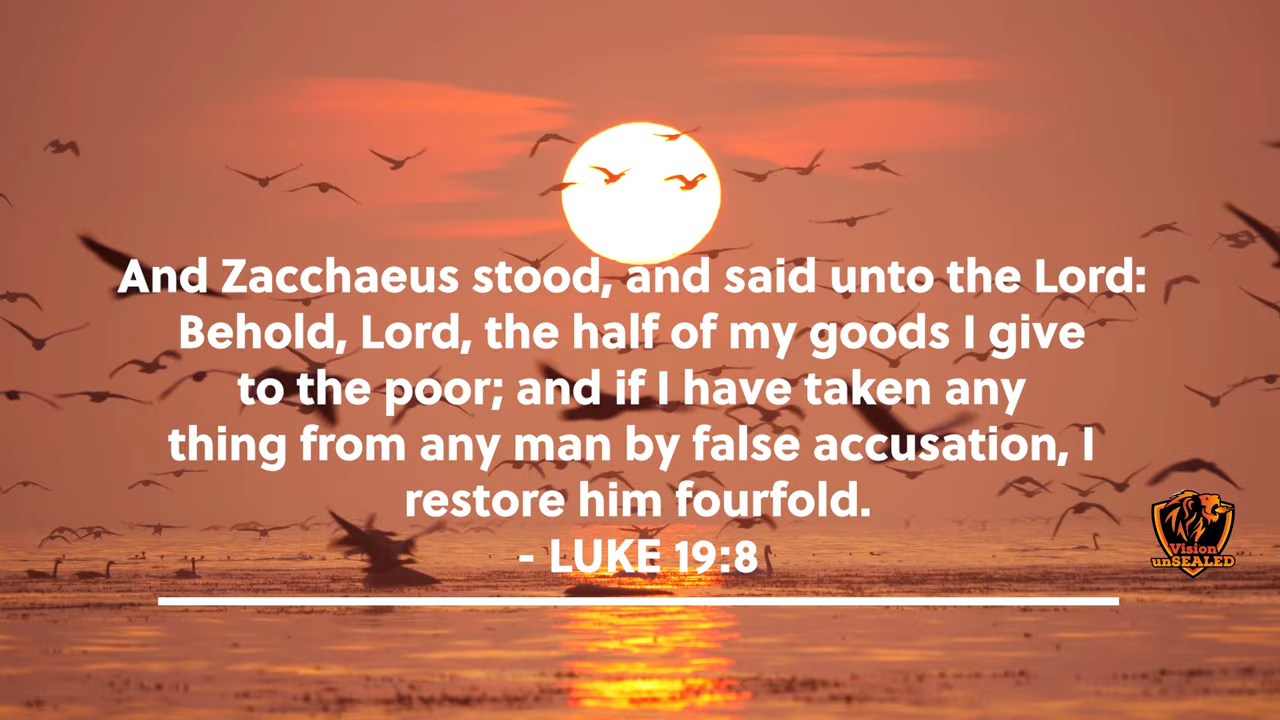 And Zacchaeus stood, and said unto the Lord:
Behold, Lord, the half of my goods I give
to the poor; and if I have taken any
thing from any man by false accusation, I
restore him fourfold.
- LUKE 19:8
Vision
unSEALED